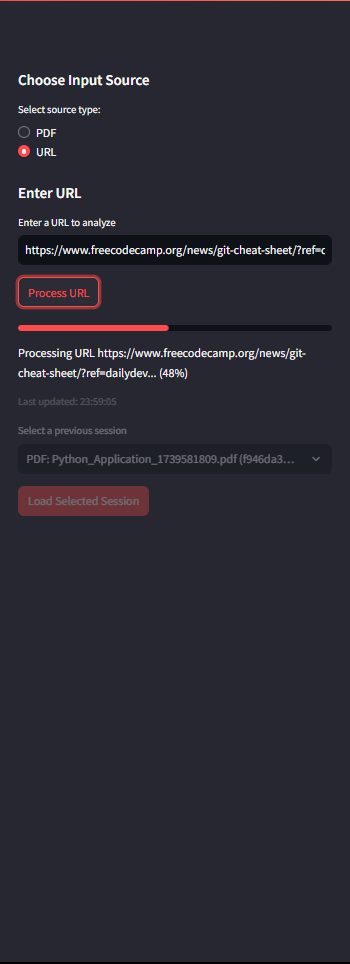 Choose Input Source
Select source type:
PDF
URL
Enter URL
Enter a URL to analyze
https://www.freecodecamp.org/news/git-cheat-sheet/?ref=c
Process URL
Processing URL https://www.freecodecamp.org/news/git-
cheat-sheet/?ref=dailydev... (48%)
Last updated: 23:59:05
Select a previous session
PDF: Python_Application_1739581809.pdf (f946da3...
Load Selected Session